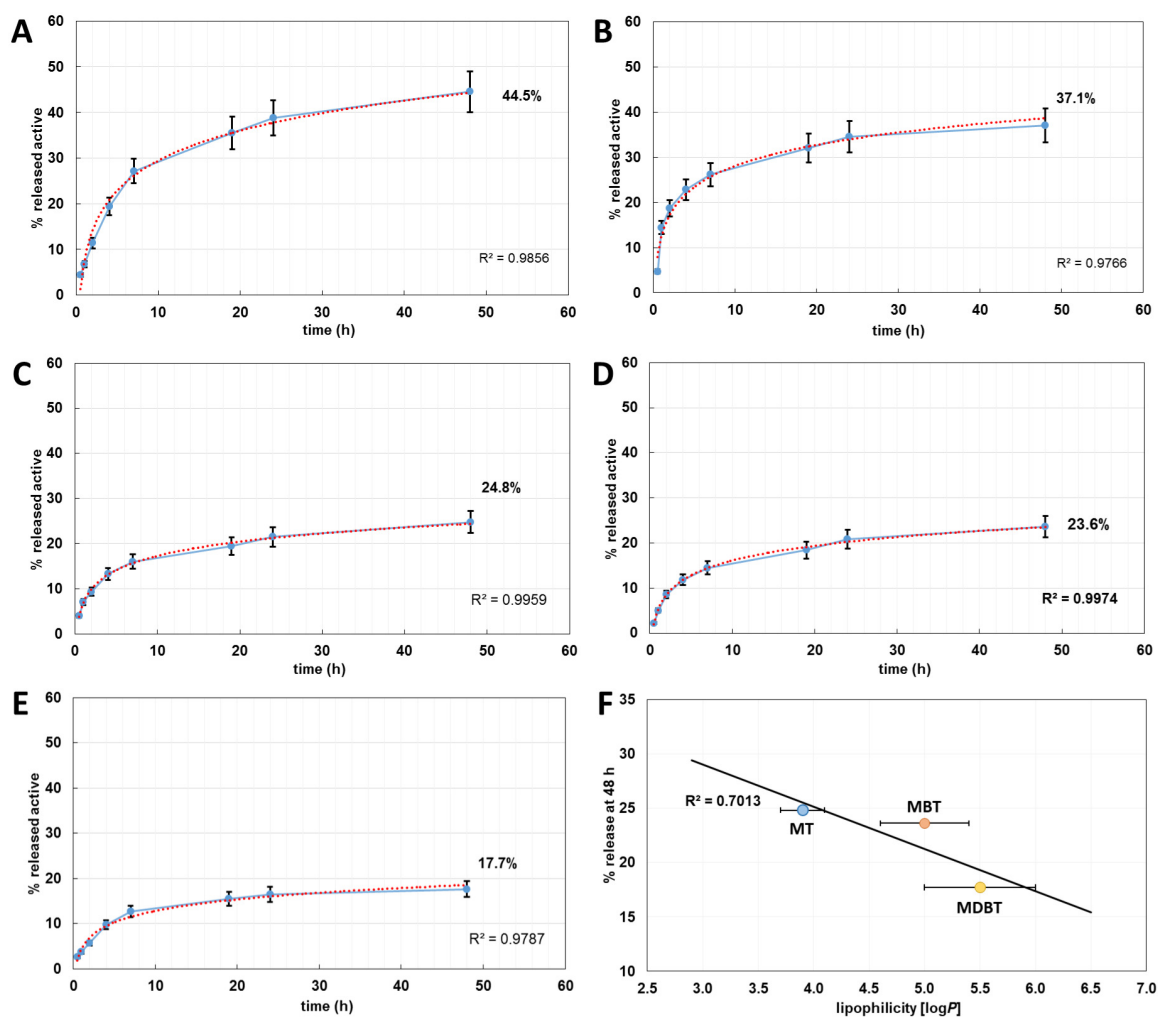 A
% released active
60
50
40
30
20
10
0
44.5%
R² = 0.9856
0 10 20 30 40 50 60
time (h)
B
% released active
60
50
40
30
20
10
0
37.1%
R² = 0.9766
0 10 20 30 40 50 60
time (h)
C
% released active
60
50
40
30
20
10
0
24.8%
R² = 0.9959
0 10 20 30 40 50 60
time (h)
D
% released active
60
50
40
30
20
10
0
23.6%
R² = 0.9974
0 10 20 30 40 50 60
time (h)
E
% released active
60
50
40
30
20
10
0
17.7%
R² = 0.9787
0 10 20 30 40 50 60
time (h)
F
% release at 48 h
35
30
25
20
15
10
R² = 0.7013
MT
MBT
MDBT
2.5 3.0 3.5 4.0 4.5 5.0 5.5 6.0 6.5 7.0
lipophilicity [logP]